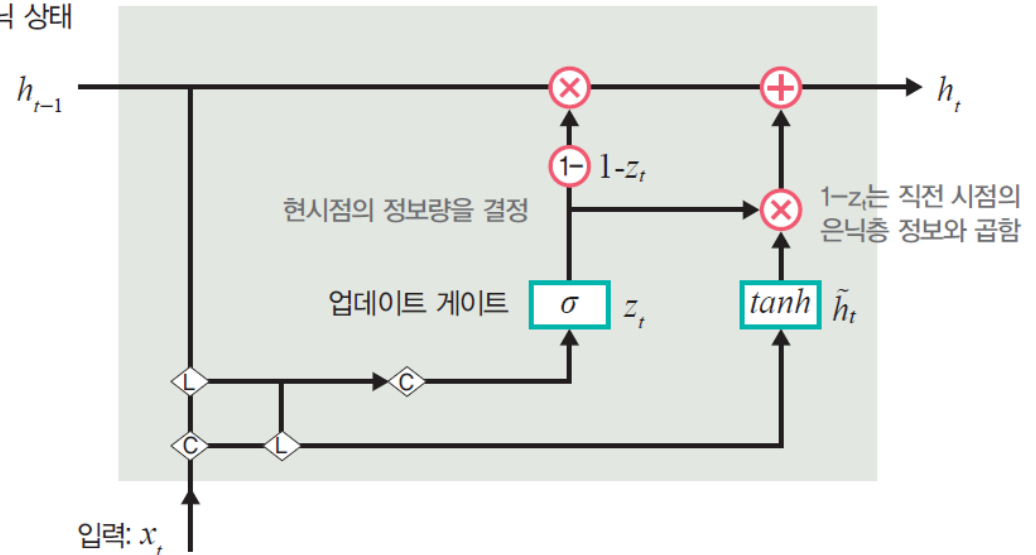 닉 상태
h_{t-1}
h_t
1-
1-z_t
현시점의 정보량을 결정
1-z_t는 직전 시점의
은닉층 정보와 곱함
업데이트 게이트
σ
z_t
tanh
h̃_t
L
C
C
L
입력: x_t